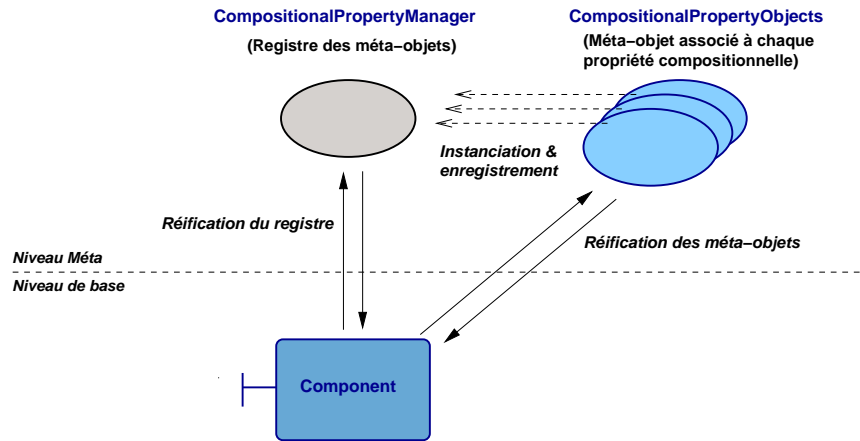 CompositionalPropertyManager
(Registre des méta−objets)
CompositionalPropertyObjects
(Méta−objet associé à chaque
propriété compositionnelle)
Instanciation &
enregistrement
Réification du registre
Réification des méta−objets
Niveau Méta
Niveau de base
Component